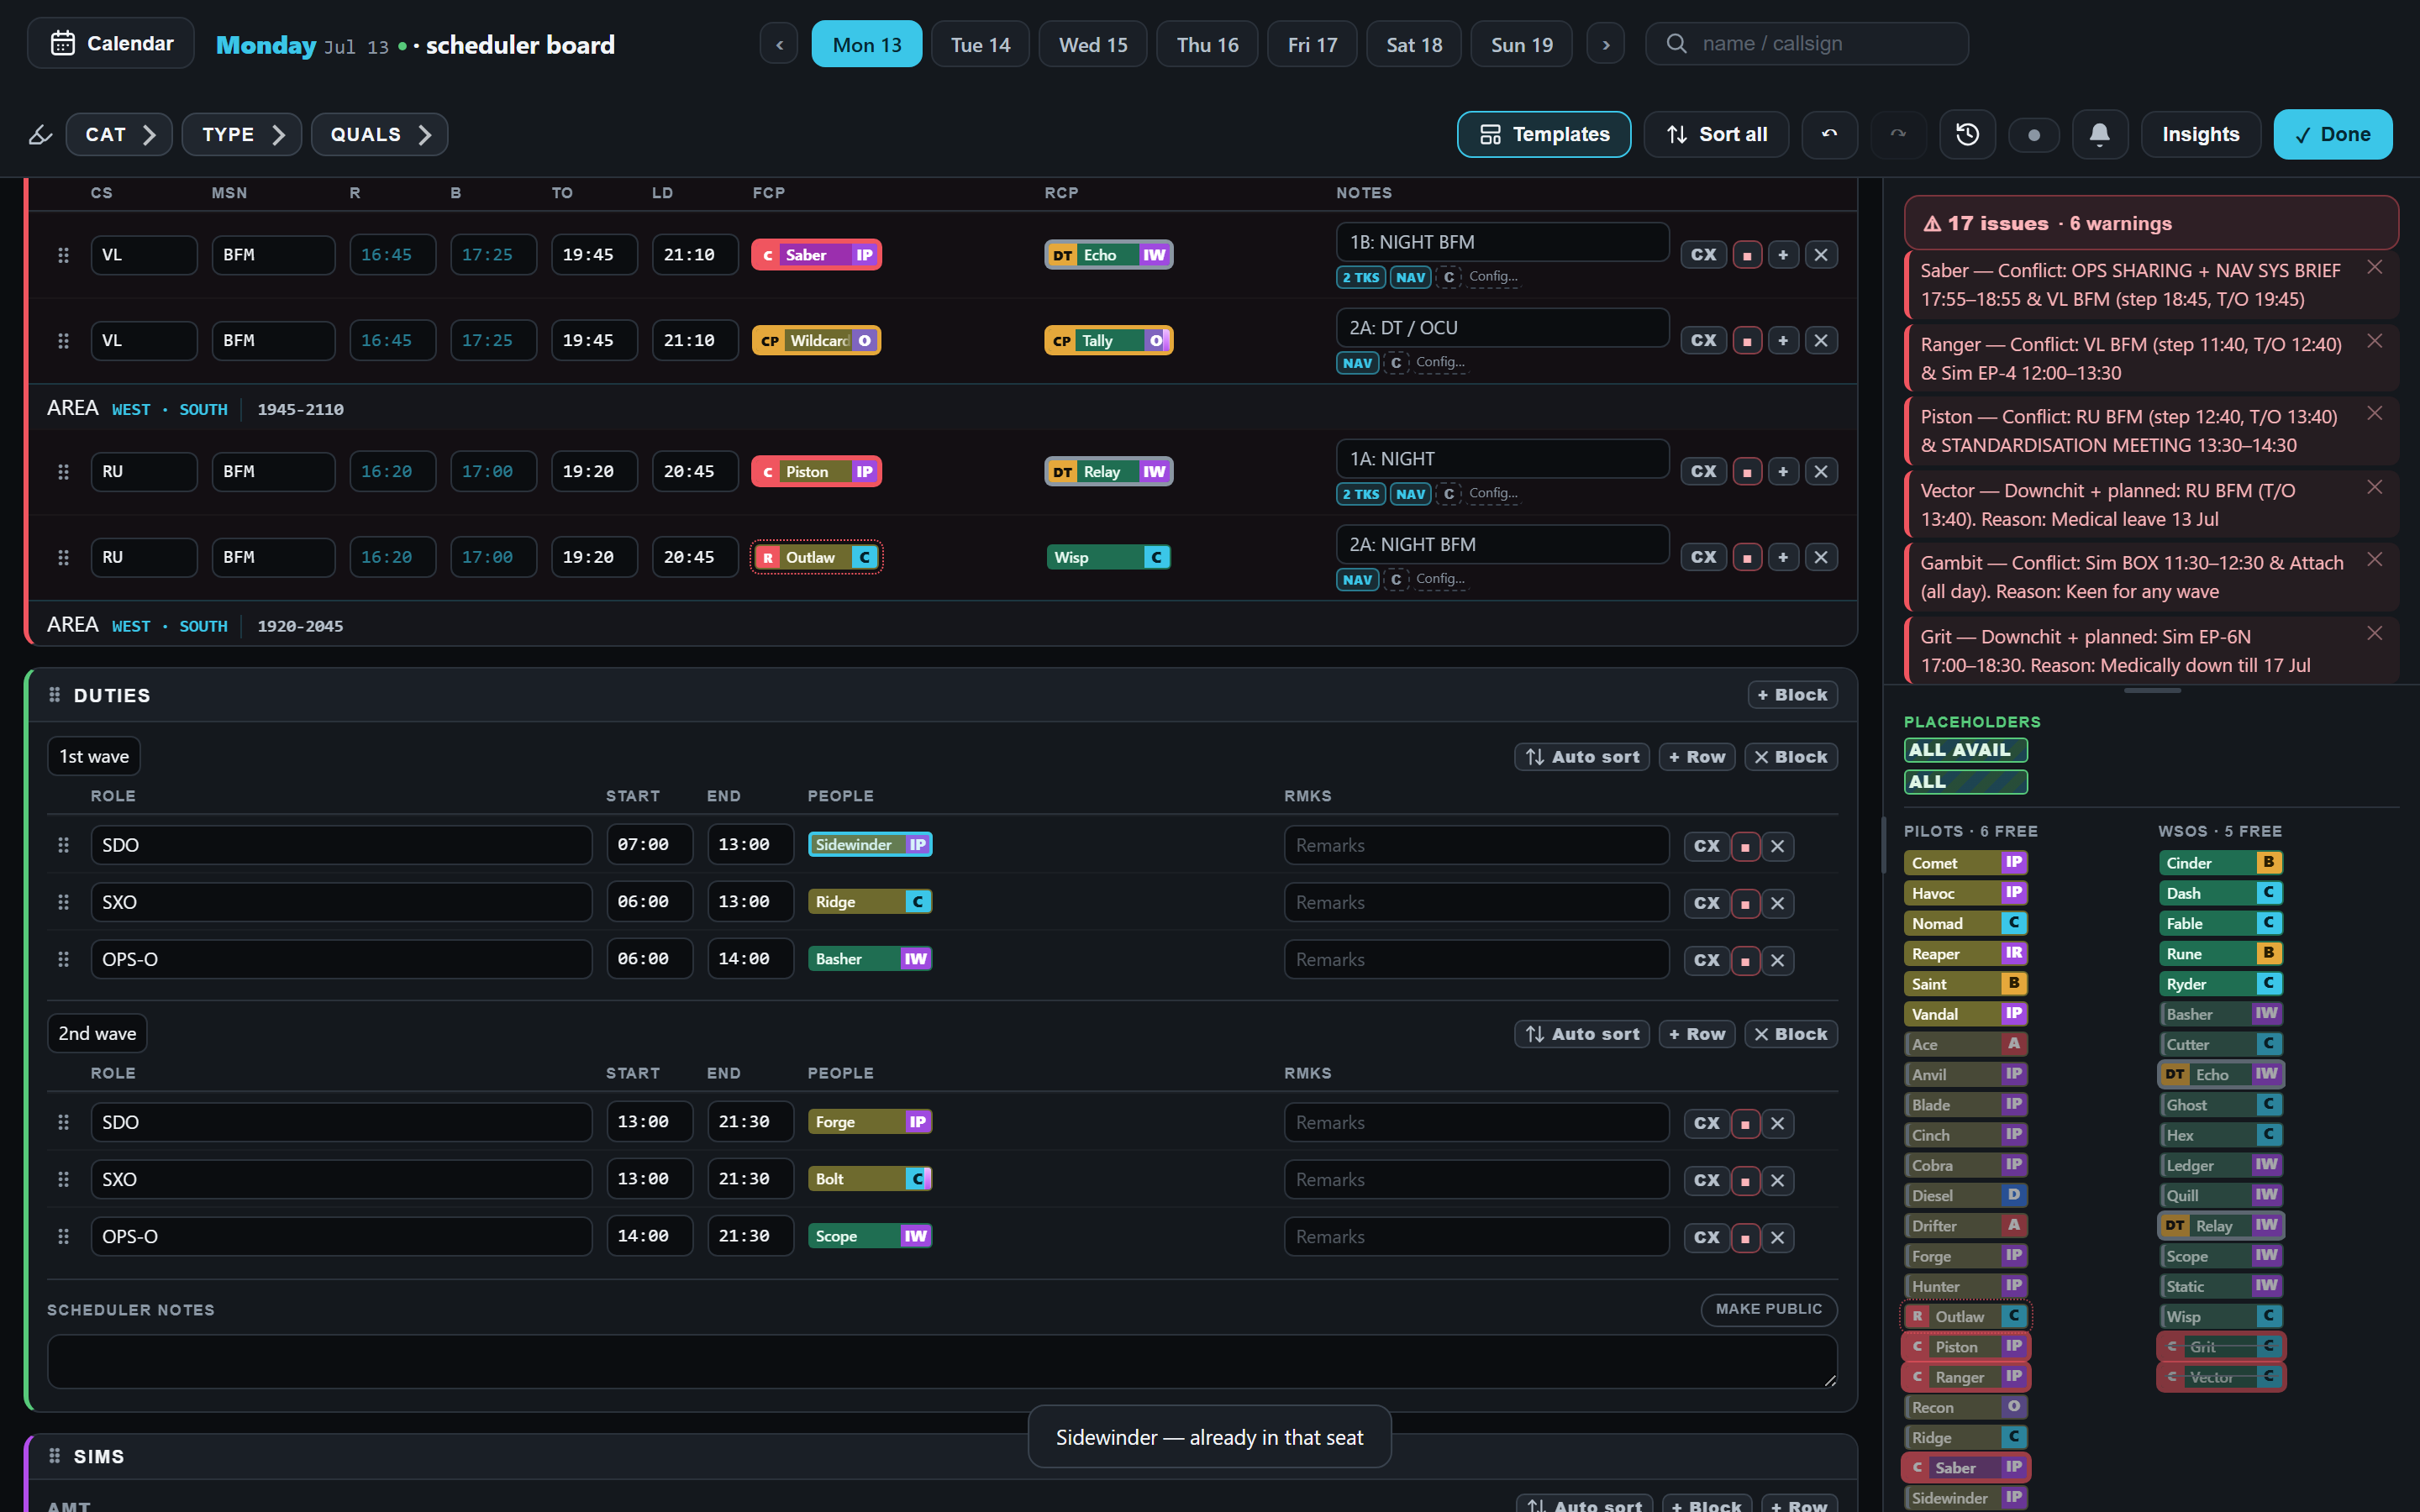 Calendar
Monday Jul 13 · scheduler board
Mon 13
Tue 14
Wed 15
Thu 16
Fri 17
Sat 18
Sun 19
name / callsign
CAT
TYPE
QUALS
Templates
Sort all
Insights
✓ Done
CS MSN R B TO LD FCP RCP NOTES
VL BFM 16:45 17:25 19:45 21:10 C Saber IP DT Echo IW 1B: NIGHT BFM CX +
2 TKS NAV C Config...
VL BFM 16:45 17:25 19:45 21:10 CP Wildcard O CP Tally O 2A: DT / OCU CX +
NAV C Config...
AREA WEST · SOUTH 1945-2110
RU BFM 16:20 17:00 19:20 20:45 C Piston IP DT Relay IW 1A: NIGHT CX +
2 TKS NAV C Config...
RU BFM 16:20 17:00 19:20 20:45 R Outlaw C Wisp C 2A: NIGHT BFM CX +
NAV C Config...
AREA WEST · SOUTH 1920-2045
DUTIES + Block
1st wave Auto sort + Row × Block
ROLE START END PEOPLE RMKS
SDO 07:00 13:00 Sidewinder IP Remarks CX
SXO 06:00 13:00 Ridge C Remarks CX
OPS-O 06:00 14:00 Basher IW Remarks CX
2nd wave Auto sort + Row × Block
ROLE START END PEOPLE RMKS
SDO 13:00 21:30 Forge IP Remarks CX
SXO 13:00 21:30 Bolt C Remarks CX
OPS-O 14:00 21:30 Scope IW Remarks CX
SCHEDULER NOTES MAKE PUBLIC
Sidewinder — already in that seat
SIMS
AMT Auto sort + Block + Row
⚠ 17 issues · 6 warnings
Saber — Conflict: OPS SHARING + NAV SYS BRIEF
17:55–18:55 & VL BFM (step 18:45, T/O 19:45)
Ranger — Conflict: VL BFM (step 11:40, T/O 12:40)
& Sim EP-4 12:00–13:30
Piston — Conflict: RU BFM (step 12:40, T/O 13:40)
& STANDARDISATION MEETING 13:30–14:30
Vector — Downchit + planned: RU BFM (T/O
13:40). Reason: Medical leave 13 Jul
Gambit — Conflict: Sim BOX 11:30–12:30 & Attach
(all day). Reason: Keen for any wave
Grit — Downchit + planned: Sim EP-6N
17:00–18:30. Reason: Medically down till 17 Jul
PLACEHOLDERS
ALL AVAIL
ALL
PILOTS · 6 FREE
Comet IP
Havoc IP
Nomad C
Reaper IR
Saint B
Vandal IP
Ace A
Anvil IP
Blade IP
Cinch IP
Cobra IP
Diesel D
Drifter A
Forge IP
Hunter IP
R Outlaw C
C Piston IP
C Ranger IP
Recon O
Ridge C
C Saber IP
Sidewinder IP
WSOS · 5 FREE
Cinder B
Dash C
Fable C
Rune B
Ryder C
Basher IW
Cutter C
DT Echo IW
Ghost C
Hex C
Ledger IW
Quill IW
DT Relay IW
Scope IW
Static IW
Wisp C
C Grit C
C Vector C